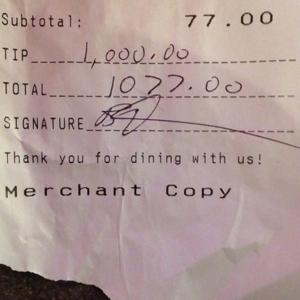 Subtotal: 77.00
TIP 1,000.00
TOTAL 1077.00
SIGNATURE
Thank you for dining with us!
Merchant Copy